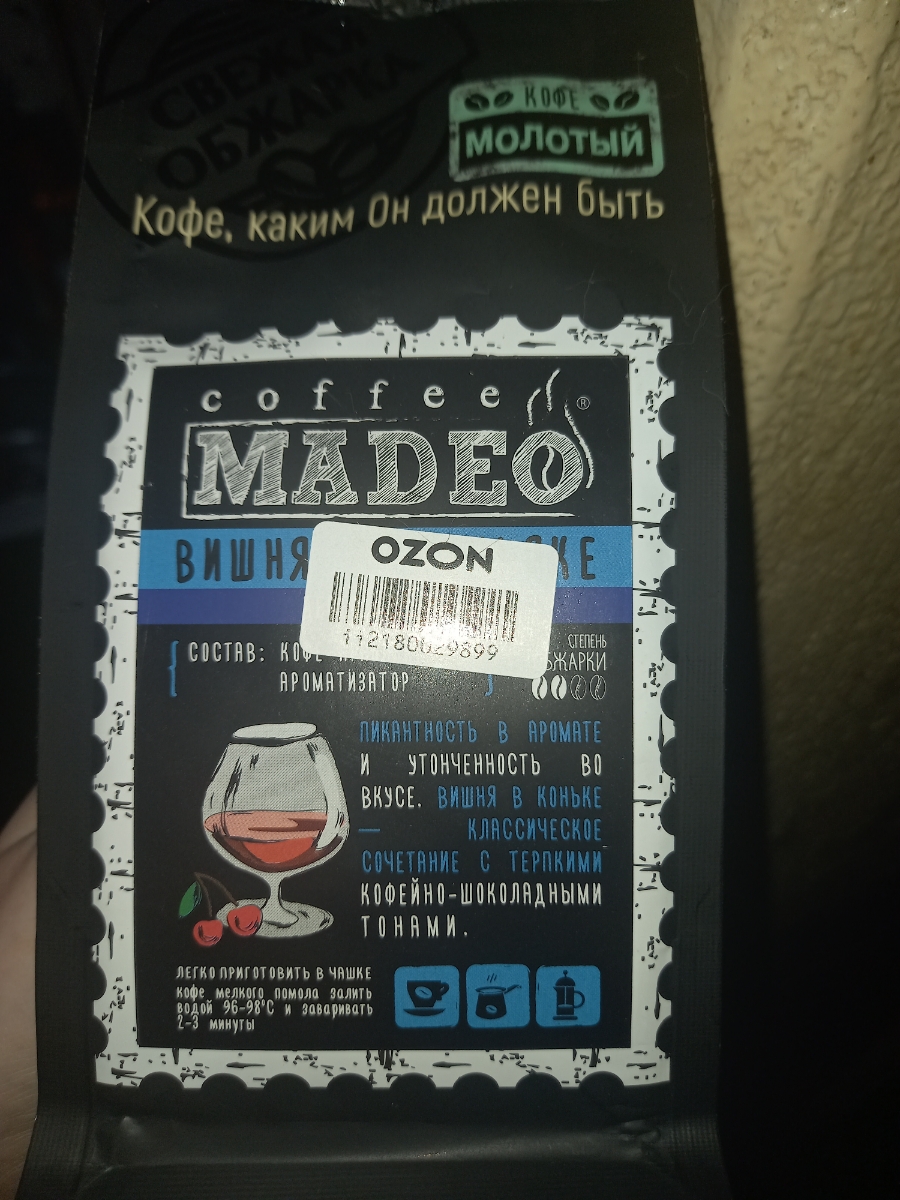 СВЕЖАЯ
ОБЖАРКА
КОФЕ
МОЛОТЫЙ
Кофе, каким Он должен быть
coffee
MADEO®
ВИШНЯ
OZON
112180029899
СОСТАВ: КОФЕ
АРОМАТИЗАТОР
СТЕПЕНЬ
ПИКАНТНОСТЬ В АРОМАТЕ
И УТОНЧЕННОСТЬ ВО
ВКУСЕ. ВИШНЯ В КОНЬКЕ
— КЛАССИЧЕСКОЕ
СОЧЕТАНИЕ С ТЕРПКИМИ
КОФЕЙНО-ШОКОЛАДНЫМИ
ТОНАМИ.
ЛЕГКО ПРИГОТОВИТЬ В ЧАШКЕ
кофе мелкого помола залить
водой 96-98°С и заваривать
2-3 минуты